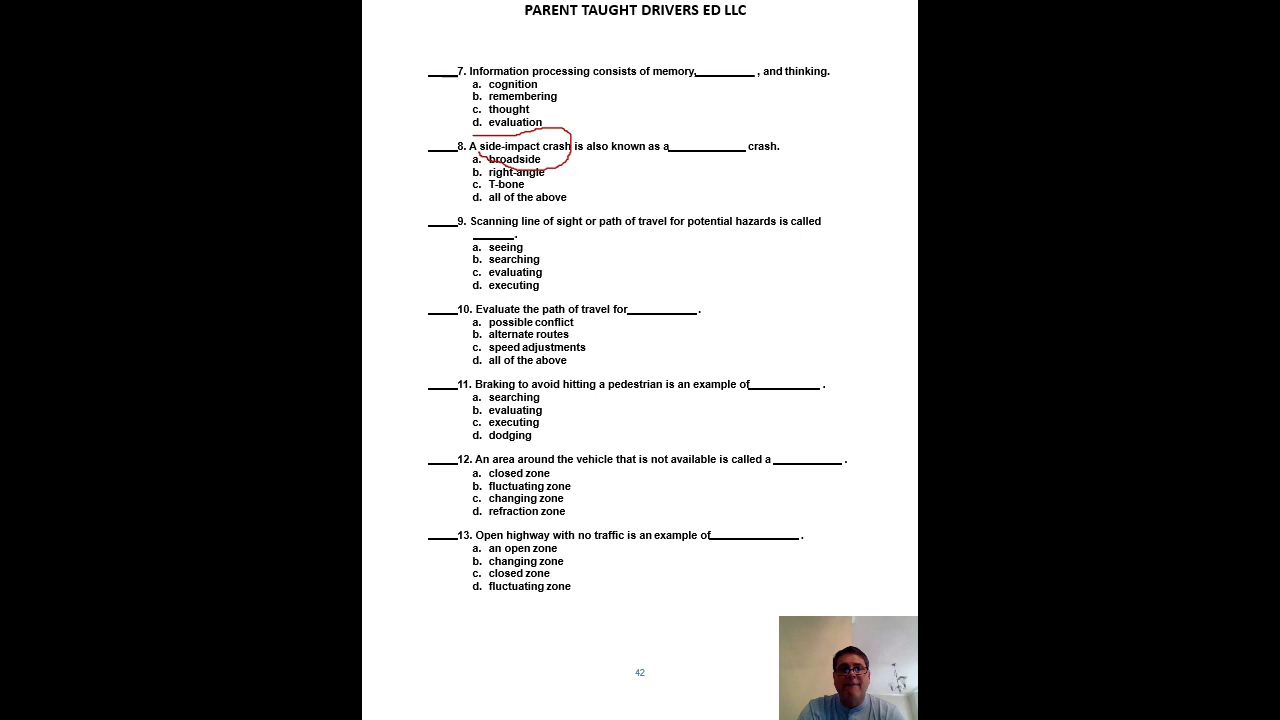 PARENT TAUGHT DRIVERS ED LLC
_____7. Information processing consists of memory,__________ , and thinking.
a. cognition
b. remembering
c. thought
d. evaluation
_____8. A side-impact crash is also known as a_____________ crash.
a. broadside
b. right-angle
c. T-bone
d. all of the above
_____9. Scanning line of sight or path of travel for potential hazards is called
_______.
a. seeing
b. searching
c. evaluating
d. executing
_____10. Evaluate the path of travel for____________ .
a. possible conflict
b. alternate routes
c. speed adjustments
d. all of the above
_____11. Braking to avoid hitting a pedestrian is an example of____________ .
a. searching
b. evaluating
c. executing
d. dodging
_____12. An area around the vehicle that is not available is called a ____________ .
a. closed zone
b. fluctuating zone
c. changing zone
d. refraction zone
_____13. Open highway with no traffic is an example of_______________ .
a. an open zone
b. changing zone
c. closed zone
d. fluctuating zone
42